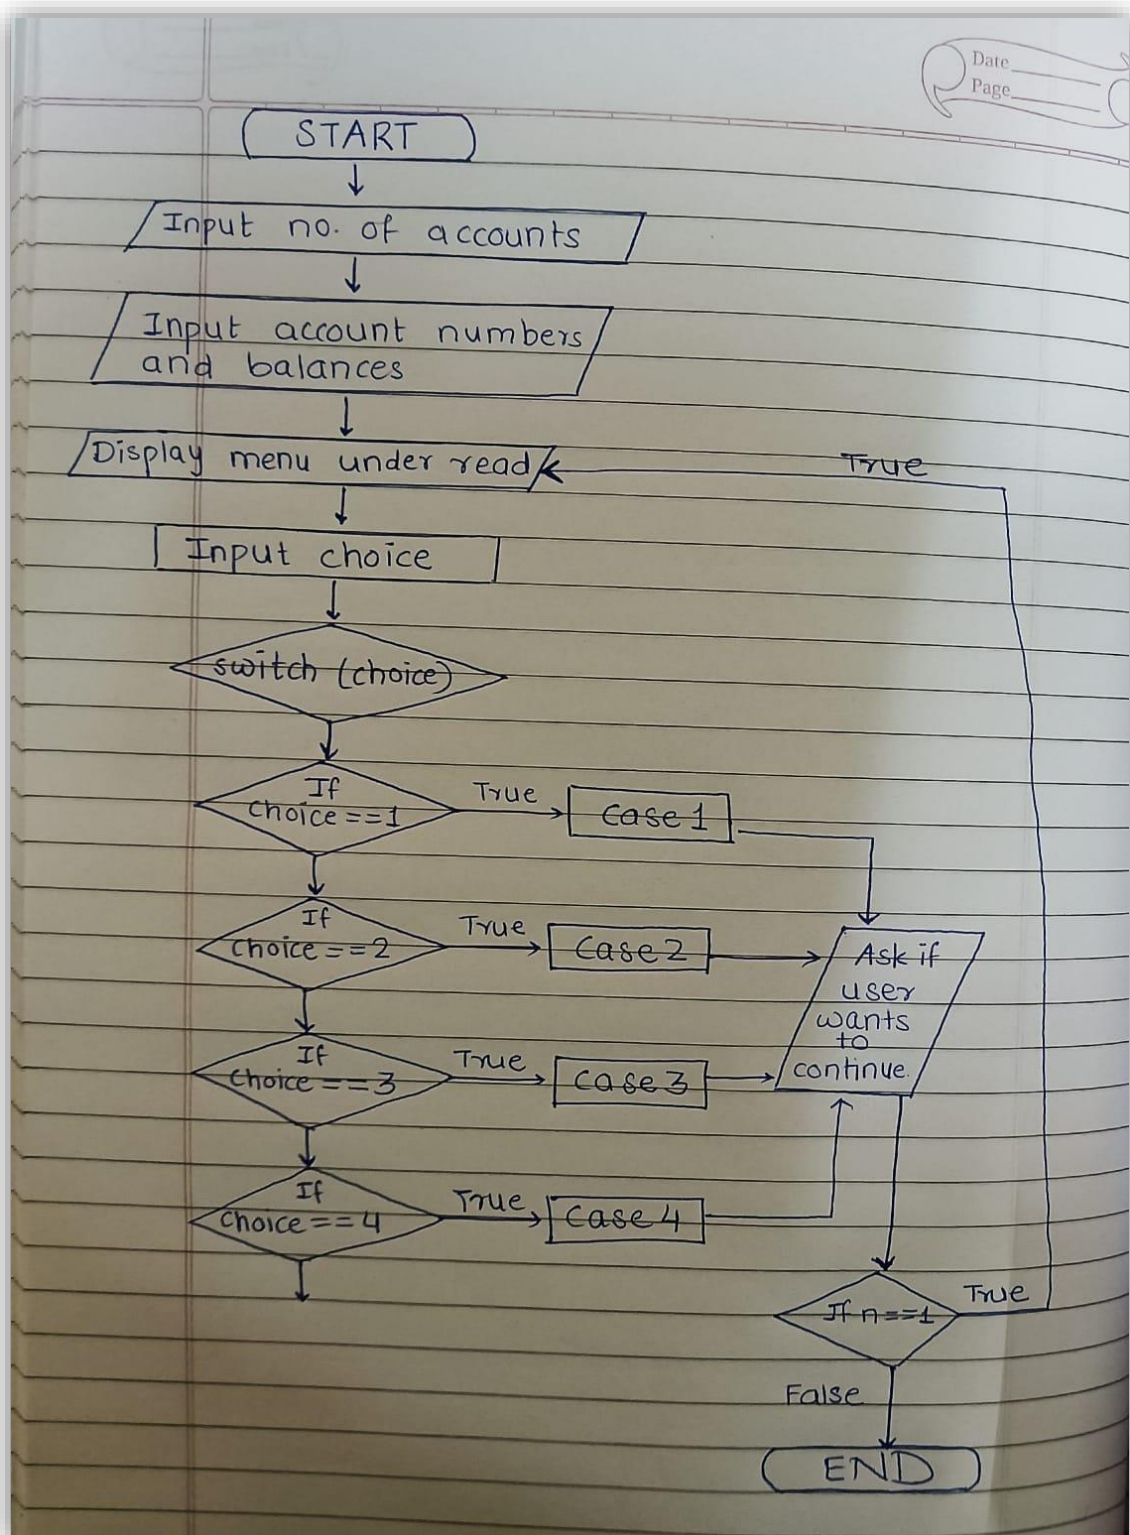 Date
Page
START
Input no. of accounts
Input account numbers
and balances
Display menu under read
True
Input choice
switch (choice)
If
choice == 1
True
Case 1
If
choice == 2
True
Case 2
Ask if
user
wants
to
continue.
If
choice == 3
True
Case 3
If
choice == 4
True
Case 4
If n == 1
True
False
END